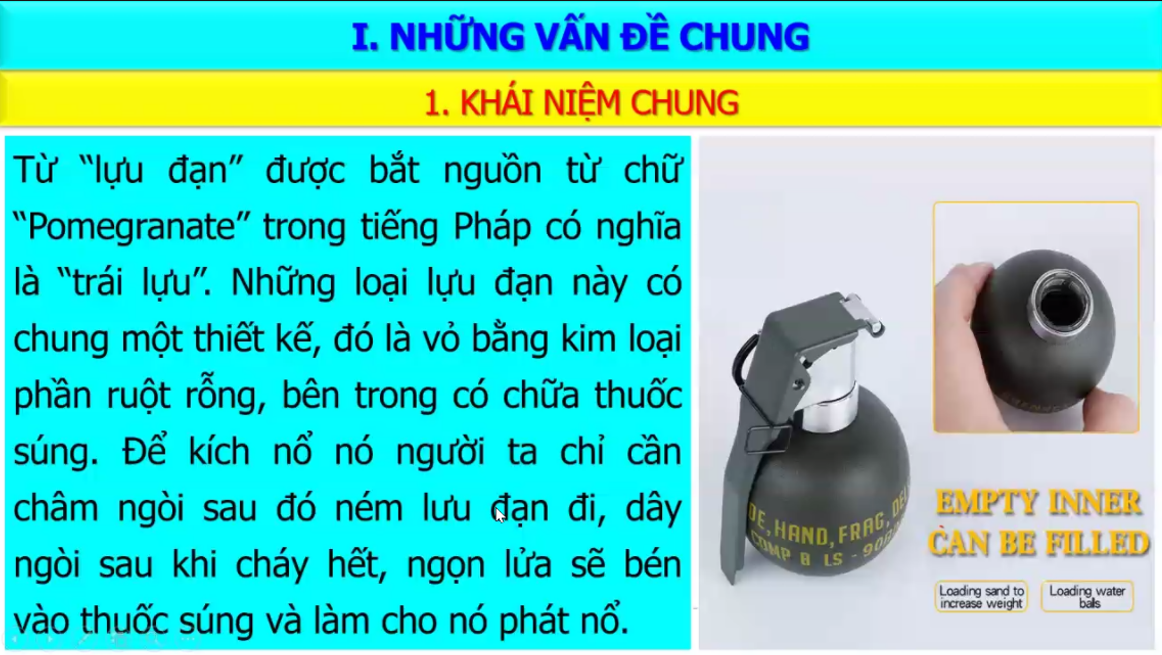 I. NHỮNG VẤN ĐỀ CHUNG
1. KHÁI NIỆM CHUNG
Từ “lựu đạn” được bắt nguồn từ chữ
“Pomegranate” trong tiếng Pháp có nghĩa
là “trái lựu”. Những loại lựu đạn này có
chung một thiết kế, đó là vỏ bằng kim loại
phần ruột rỗng, bên trong có chứa thuốc
súng. Để kích nổ nó người ta chỉ cần
châm ngòi sau đó ném lưu đạn đi, dây
ngòi sau khi cháy hết, ngọn lửa sẽ bén
vào thuốc súng và làm cho nó phát nổ.
DE, HAND, FRAG, DEL
COMP B LS - 90
EMPTY INNER
CAN BE FILLED
Loading sand to
increase weight
Loading water
balls